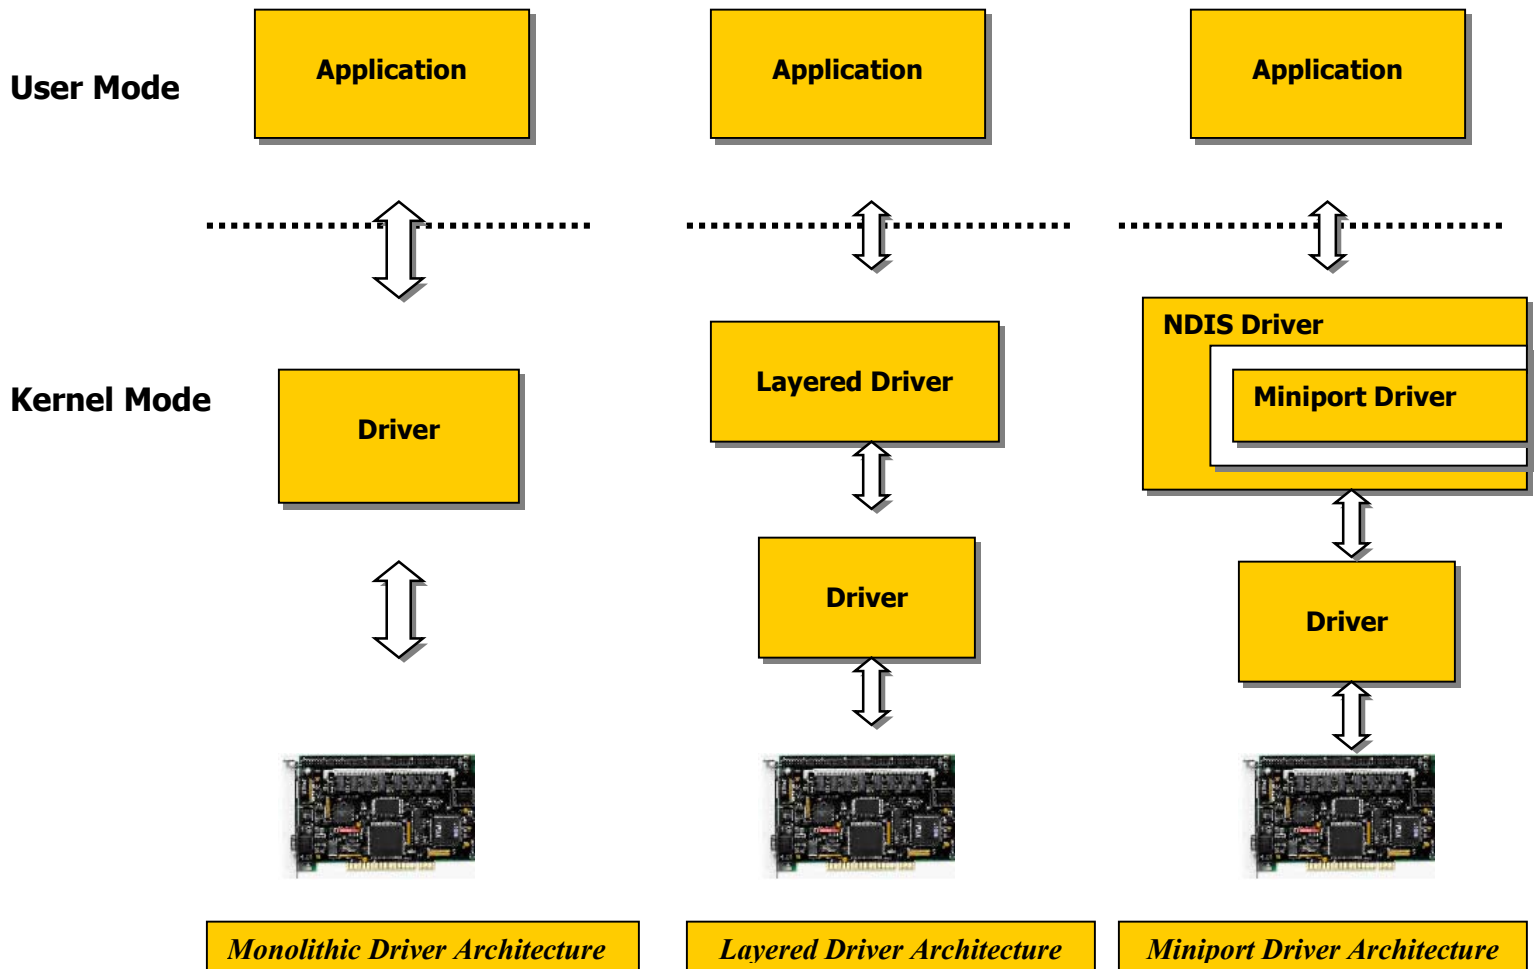 User Mode
Application
Application
Application
Kernel Mode
Driver
Layered Driver
Driver
NDIS Driver
Miniport Driver
Driver
Monolithic Driver Architecture
Layered Driver Architecture
Miniport Driver Architecture